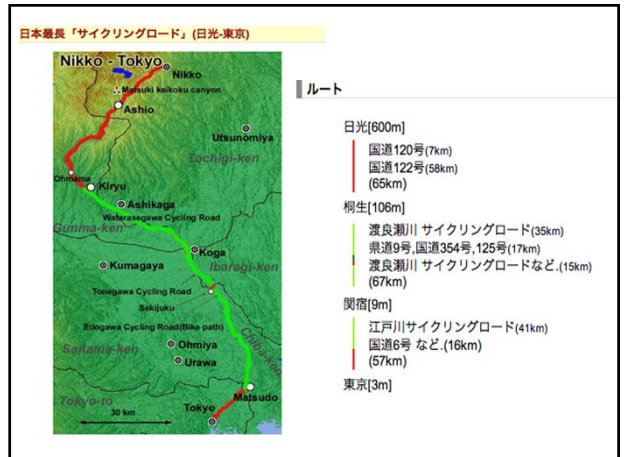 日本最長「サイクリングロード」(日光-東京)
Nikko - Tokyo
Nikko
Matsuki keikoku canyon
Ashio
Utsunomiya
Tochigi-ken
Ohmama
Kiryu
Ashikaga
Watarasegawa Cycling Road
Gunma-ken
Koga
Kumagaya
Ibaragi-ken
Tonegawa Cycling Road
Sekijuku
Edogawa Cycling Road(Bike path)
Chiba-ken
Ohmiya
Saitama-ken
Urawa
Matsudo
Tokyo-to
Tokyo
30 km
ルート
日光[600m]
国道120号(7km)
国道122号(58km)
(65km)
桐生[106m]
渡良瀬川 サイクリングロード(35km)
県道9号,国道354号,125号(17km)
渡良瀬川 サイクリングロードなど.(15km)
(67km)
関宿[9m]
江戸川サイクリングロード(41km)
国道6号 など.(16km)
(57km)
東京[3m]